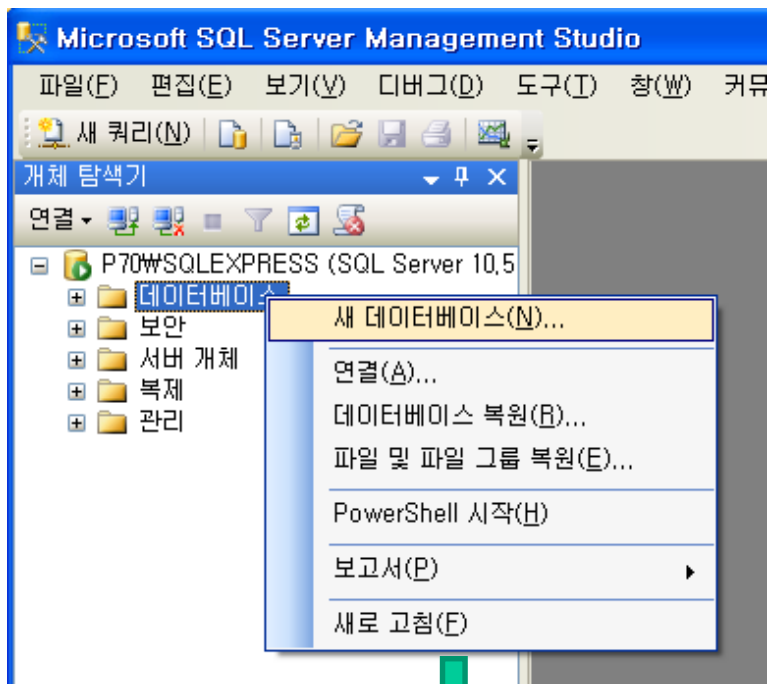 Microsoft SQL Server Management Studio
파일(F) 편집(E) 보기(V) 디버그(D) 도구(T) 창(W) 커뮤
새 쿼리(N)
개체 탐색기
연결
P70₩SQLEXPRESS (SQL Server 10,5
데이터베이스
보안
서버 개체
복제
관리
새 데이터베이스(N)...
연결(A)...
데이터베이스 복원(R)...
파일 및 파일 그룹 복원(E)...
PowerShell 시작(H)
보고서(P)
새로 고침(F)